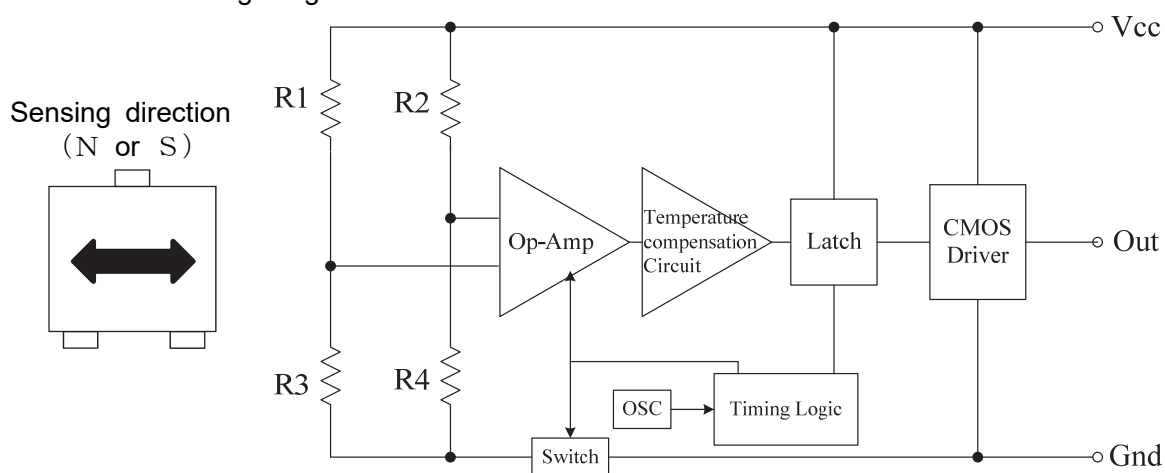 Sensing direction
（N or S）
Vcc
R1
R2
Op-Amp
Temperature
compensation
Circuit
Latch
CMOS
Driver
Out
R3
R4
OSC
Timing Logic
Switch
Gnd